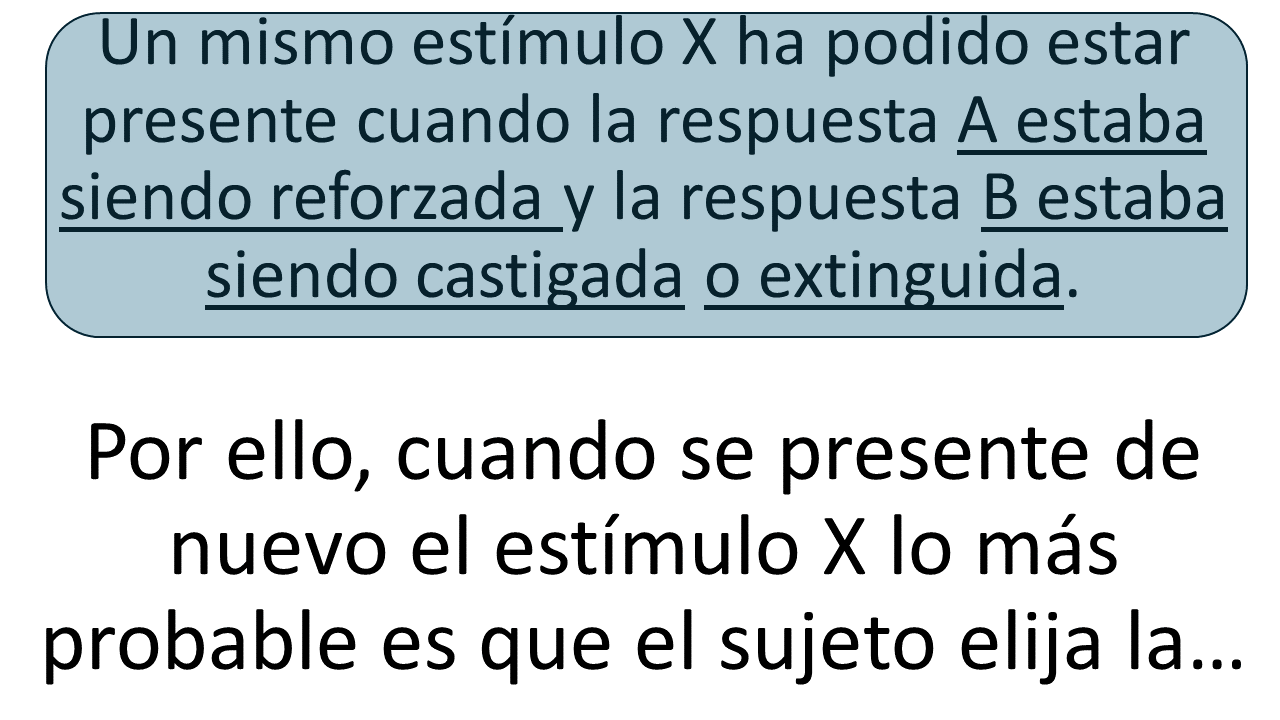 Un mismo estímulo X ha podido estar
presente cuando la respuesta A estaba
siendo reforzada y la respuesta B estaba
siendo castigada o extinguida.
Por ello, cuando se presente de
nuevo el estímulo X lo más
probable es que el sujeto elija la...